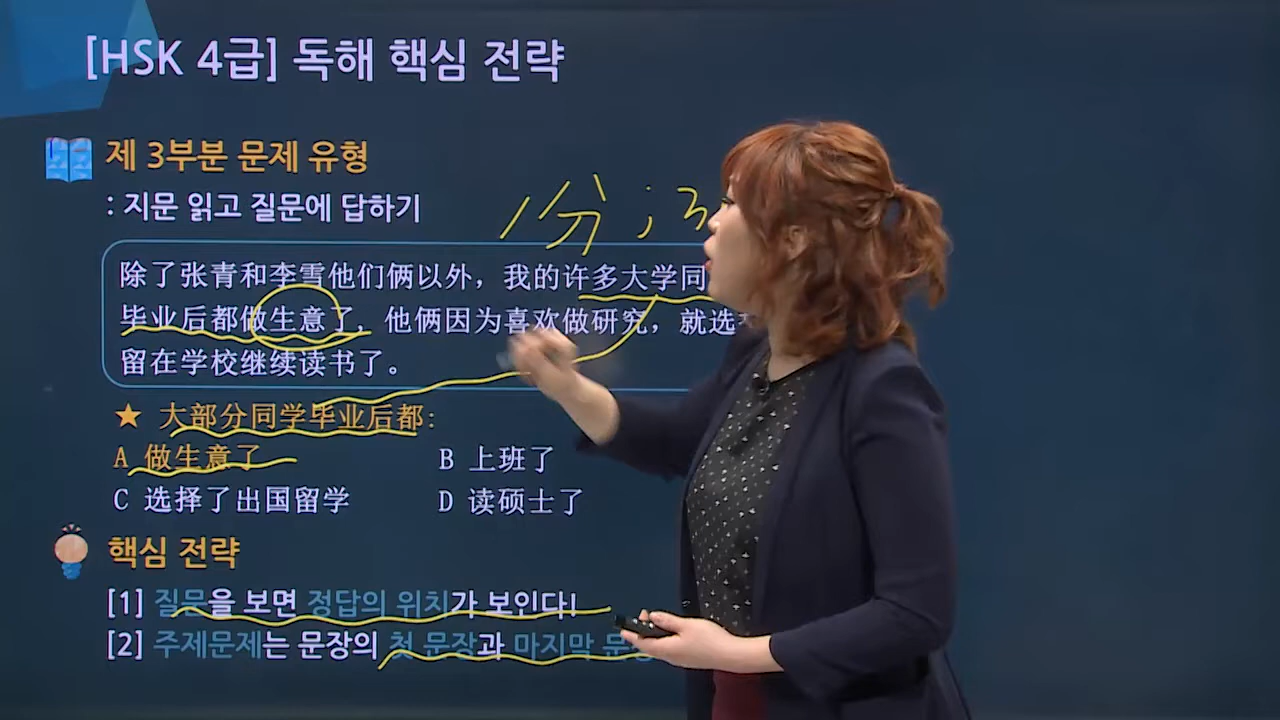 [HSK 4급] 독해 핵심 전략
제 3부분 문제 유형
: 지문 읽고 질문에 답하기
1分 ; 3
除了张青和李雪他们俩以外，我的许多大学同
毕业后都做生意了，他俩因为喜欢做研究，就选
留在学校继续读书了。
★ 大部分同学毕业后都:
A 做生意了
B 上班了
C 选择了出国留学
D 读硕士了
핵심 전략
[1] 질문을 보면 정답의 위치가 보인다!
[2] 주제문제는 문장의 첫 문장과 마지막 문